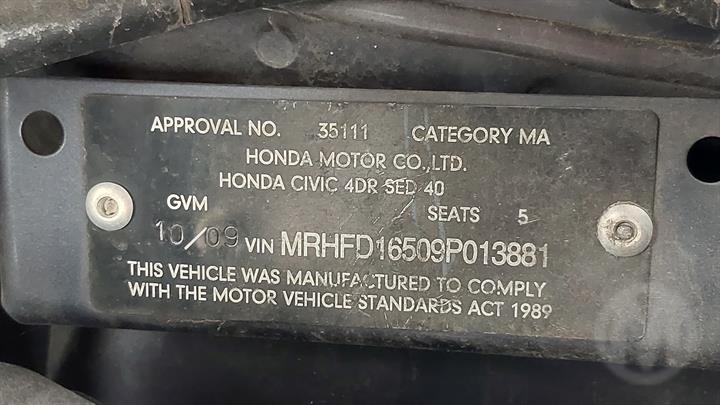 APPROVAL NO. 35111 CATEGORY MA
HONDA MOTOR CO.,LTD.
HONDA CIVIC 4DR SED 40
GVM SEATS 5
10/09 VIN MRHFD16509P013881
THIS VEHICLE WAS MANUFACTURED TO COMPLY
WITH THE MOTOR VEHICLE STANDARDS ACT 1989
M